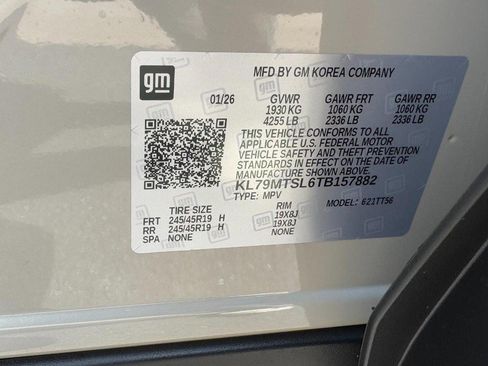 gm
MFD BY GM KOREA COMPANY
01/26 GVWR GAWR FRT GAWR RR
1930 KG 1060 KG 1060 KG
4255 LB 2336 LB 2336 LB
THIS VEHICLE CONFORMS TO ALL
APPLICABLE U.S. FEDERAL MOTOR
VEHICLE SAFETY AND THEFT PREVENTION
STANDARDS IN EFFECT ON THE DATE OF
MANUFACTURE SHOWN ABOVE.
KL79MTSL6TB157882
TYPE: MPV MODEL: 621TT56
TIRE SIZE RIM
FRT 245/45R19 H 19X8J
RR 245/45R19 H 19X8J
SPA NONE NONE